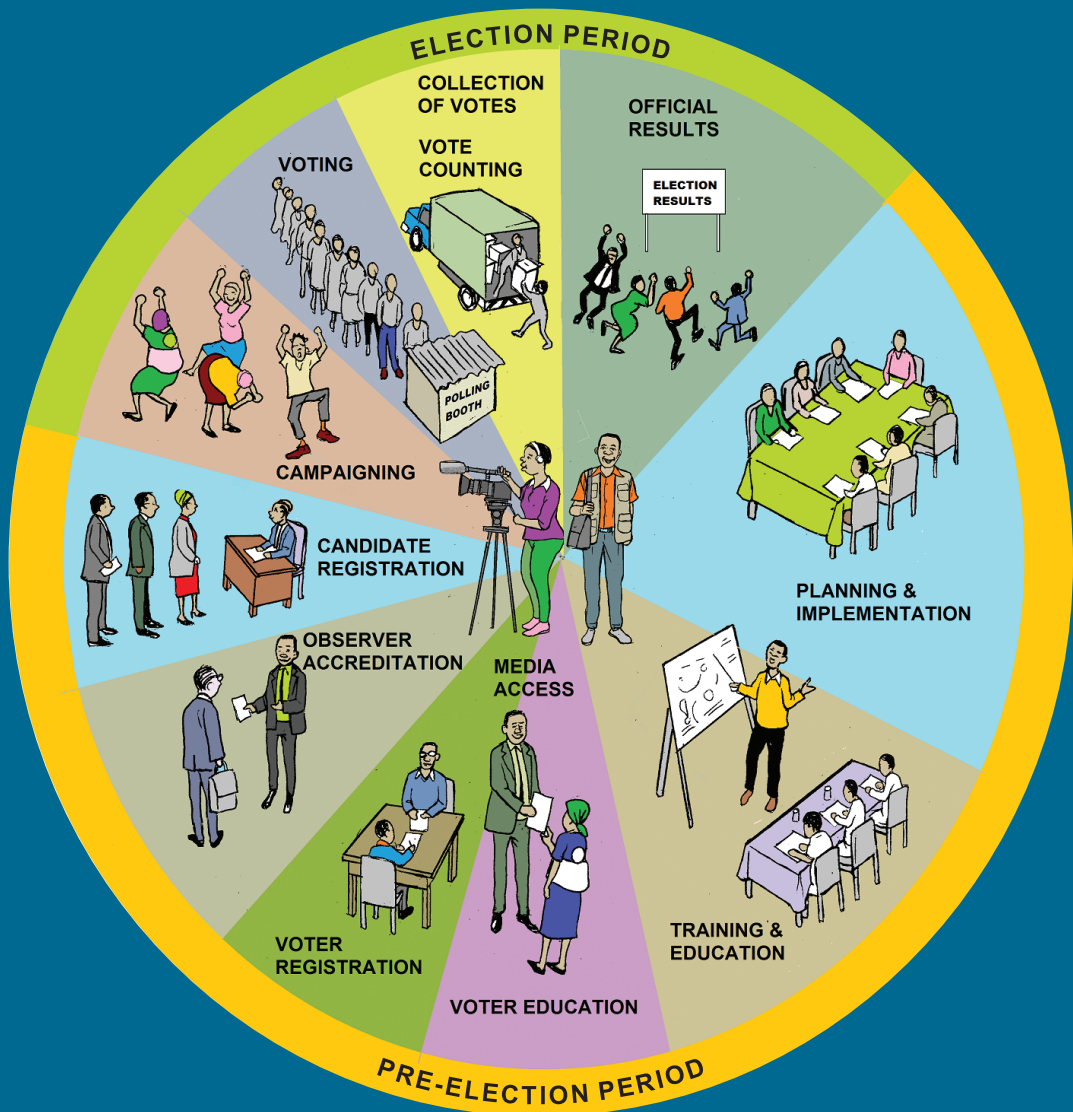 ELECTION PERIOD
COLLECTION
OF VOTES
VOTE
COUNTING
OFFICIAL
RESULTS
ELECTION
RESULTS
VOTING
POLLING
BOOTH
CAMPAIGNING
CANDIDATE
REGISTRATION
PLANNING &
IMPLEMENTATION
OBSERVER
ACCREDITATION
MEDIA
ACCESS
TRAINING &
EDUCATION
VOTER
REGISTRATION
VOTER EDUCATION
PRE-ELECTION PERIOD